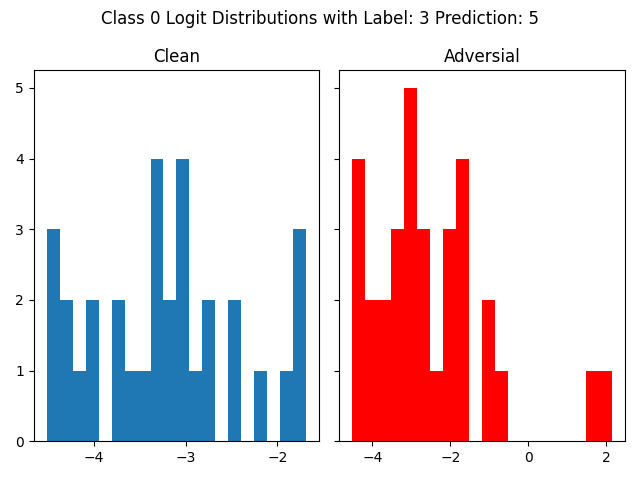 Class 0 Logit Distributions with Label: 3 Prediction: 5
Clean
Adversial
5
4
3
2
1
0
−4 −3 −2
−4 −2 0 2